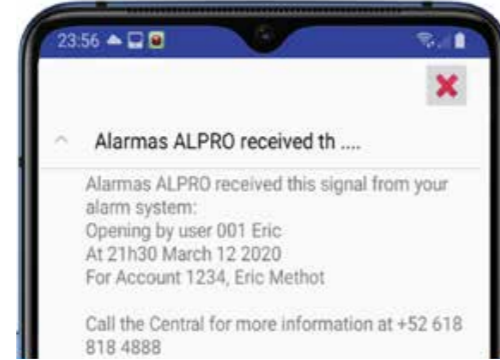 23:56
Alarmas ALPRO received th ....
Alarmas ALPRO received this signal from your
alarm system:
Opening by user 001 Eric
At 21h30 March 12 2020
For Account 1234, Eric Methot
Call the Central for more information at +52 618
818 4888